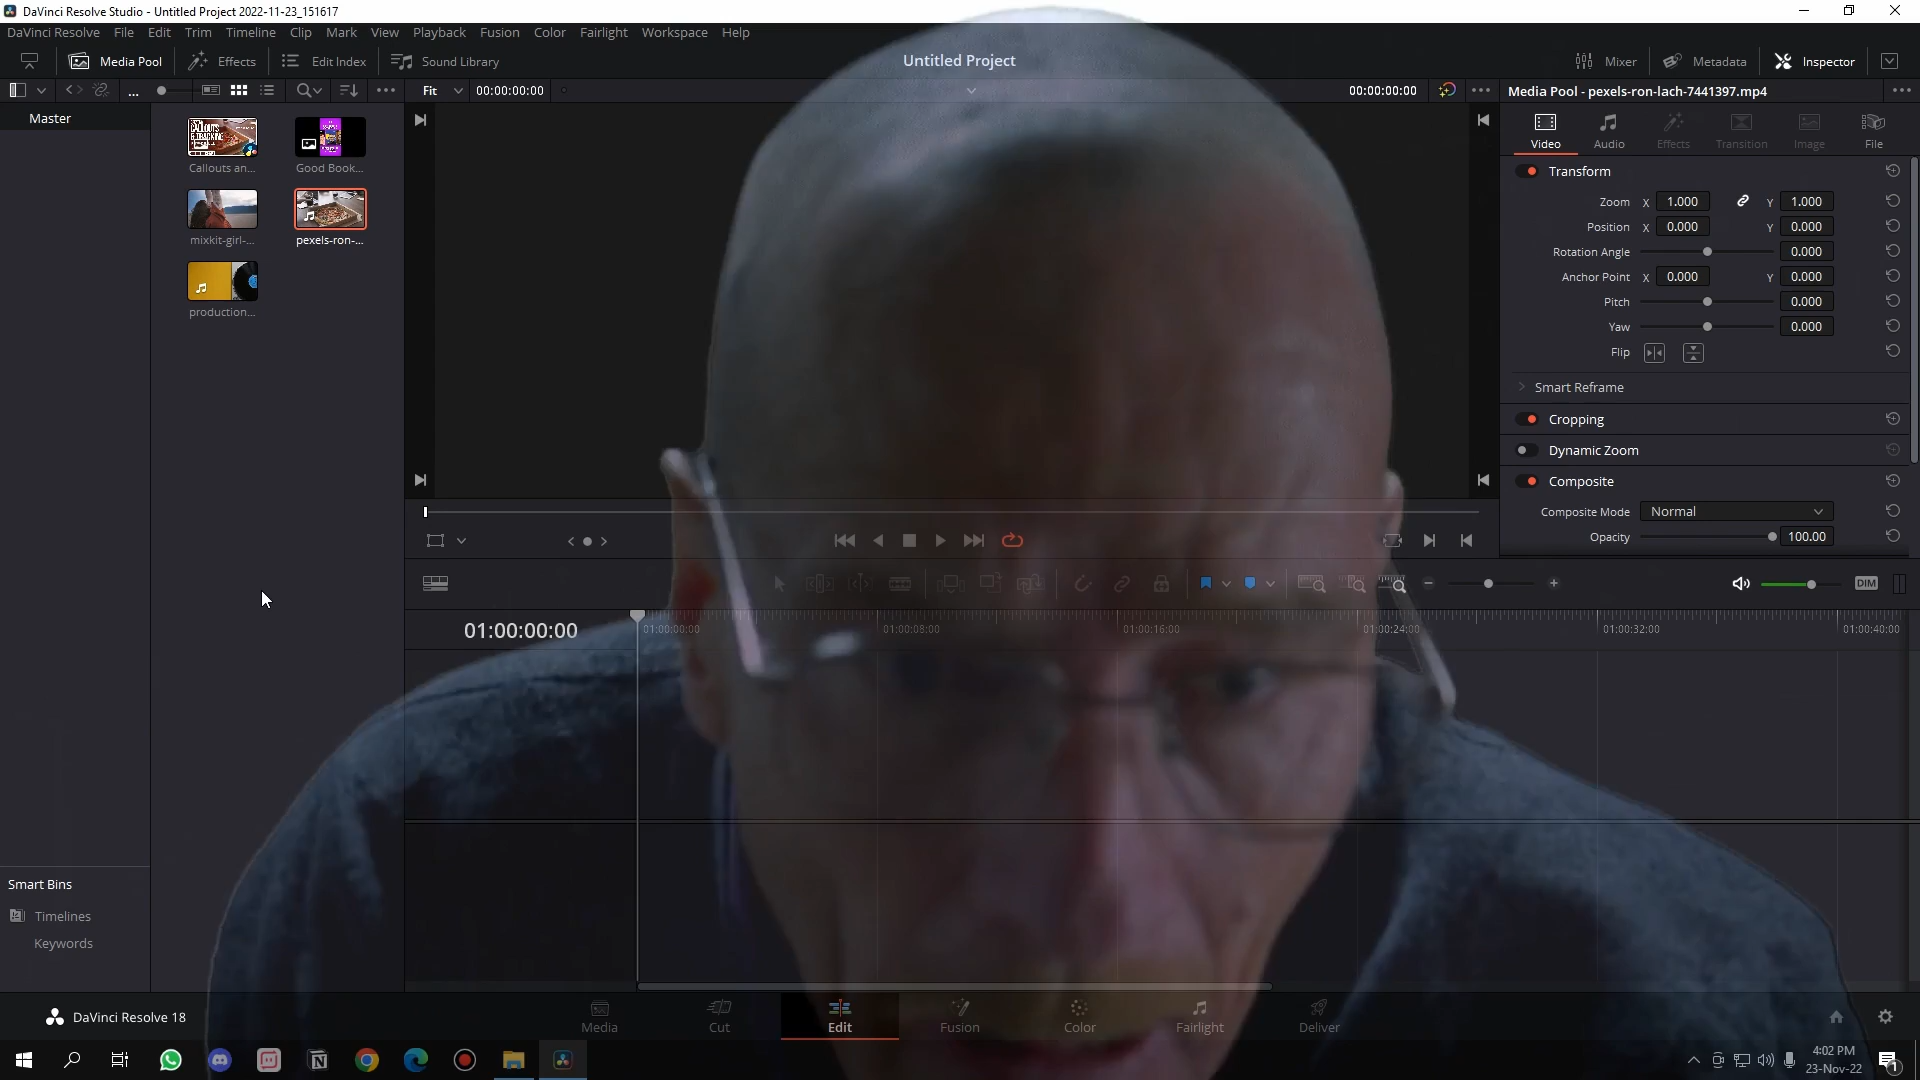 DaVinci Resolve Studio - Untitled Project 2022-11-23_151617
DaVinci Resolve File Edit Trim Timeline Clip Mark View Playback Fusion Color Fairlight Workspace Help
Media Pool Effects Edit Index Sound Library Untitled Project Mixer Metadata Inspector
Fit 00:00:00:00 00:00:00:00 Media Pool - pexels-ron-lach-7441397.mp4
Master
CALLOUTS
& TRACKING
Callouts an...
Good Book...
mixkit-girl-...
pexels-ron-...
production...
Video Audio Effects Transition Image File
Transform
Zoom X 1.000 Y 1.000
Position X 0.000 Y 0.000
Rotation Angle 0.000
Anchor Point X 0.000 Y 0.000
Pitch 0.000
Yaw 0.000
Flip
Smart Reframe
Cropping
Dynamic Zoom
Composite
Composite Mode Normal
Opacity 100.00
DIM
01:00:00:00
01:00:00:00 01:00:08:00 01:00:16:00 01:00:24:00 01:00:32:00 01:00:40:00
Smart Bins
Timelines
Keywords
DaVinci Resolve 18
Media Cut Edit Fusion Color Fairlight Deliver
4:02 PM
23-Nov-22
1